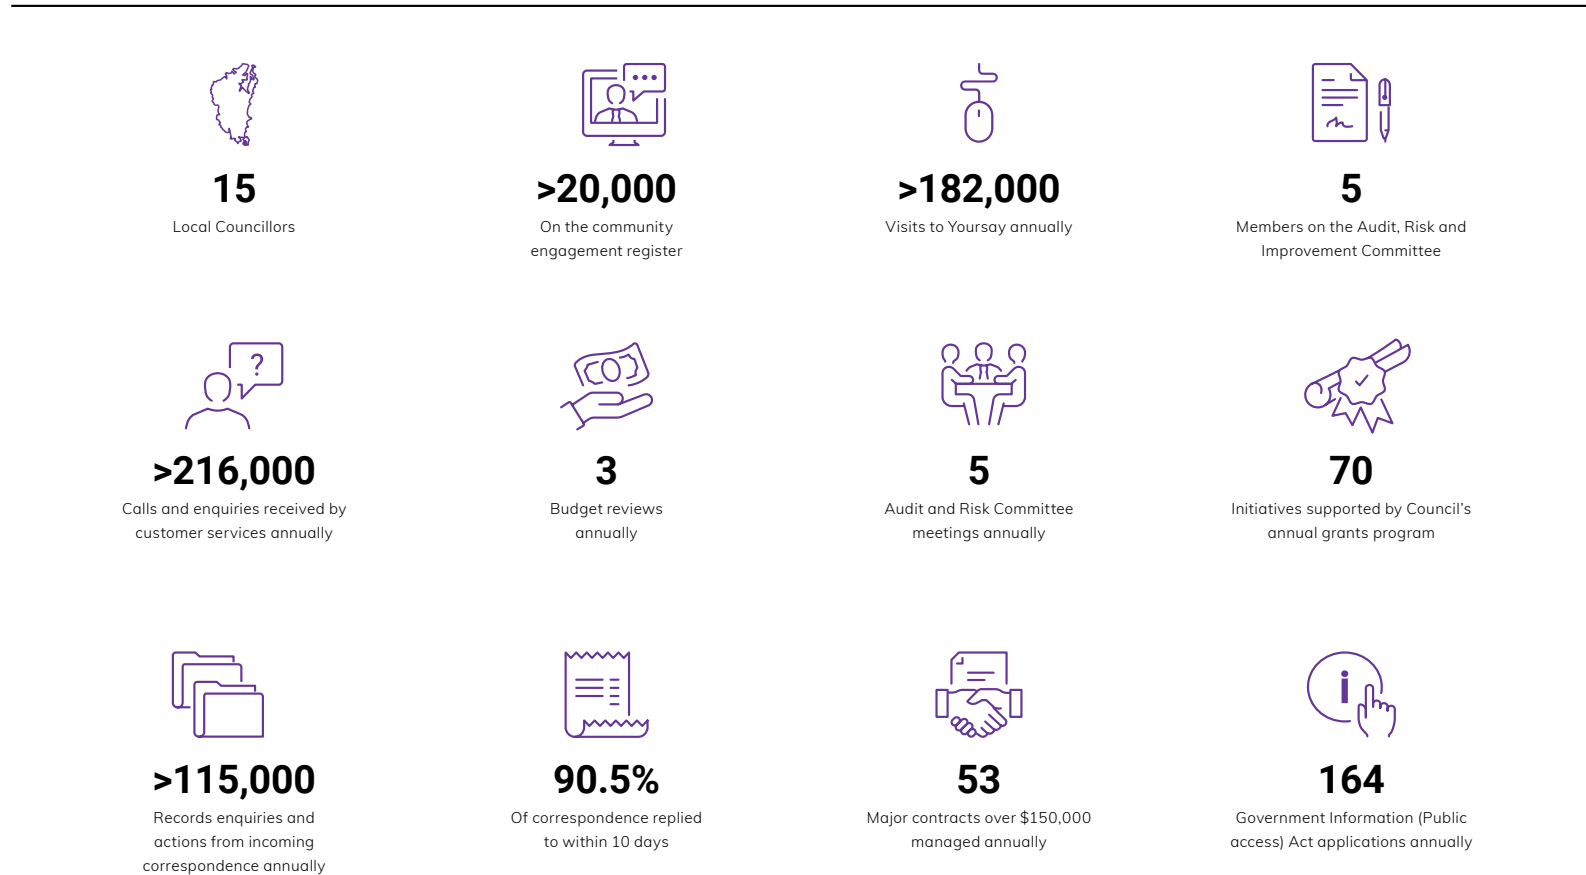 15
Local Councillors
>20,000
On the community
engagement register
>182,000
Visits to Yoursay annually
5
Members on the Audit, Risk and
Improvement Committee
?
>216,000
Calls and enquiries received by
customer services annually
3
Budget reviews
annually
5
Audit and Risk Committee
meetings annually
70
Initiatives supported by Council’s
annual grants program
>115,000
Records enquiries and
actions from incoming
correspondence annually
90.5%
Of correspondence replied
to within 10 days
53
Major contracts over $150,000
managed annually
i
164
Government Information (Public
access) Act applications annually